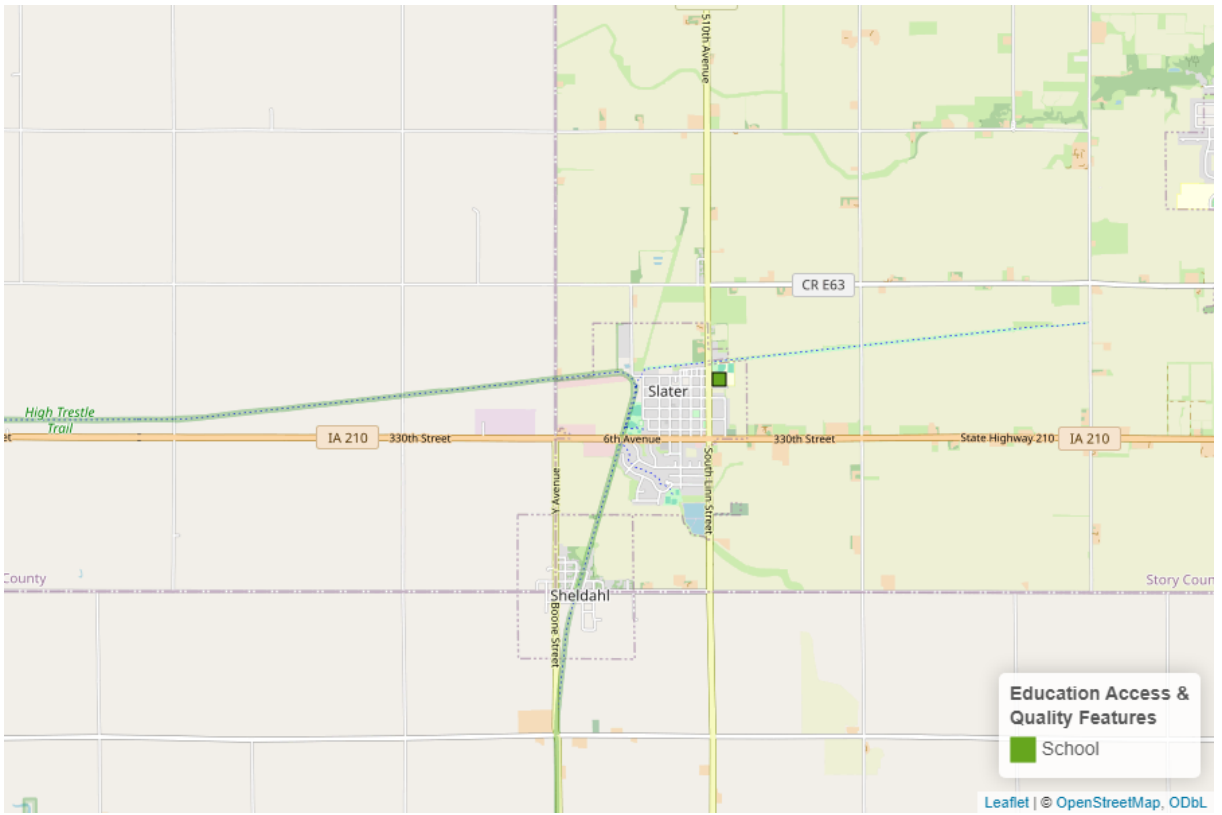 510th Avenue
CR E63
Slater
High Trestle
Trail
IA 210
330th Street
6th Avenue
330th Street
State Highway 210
IA 210
et
South Linn Street
Y Avenue
County
Story Coun
Sheldahl
Boone Street
Education Access &
Quality Features
School
Leaflet | © OpenStreetMap, ODbL